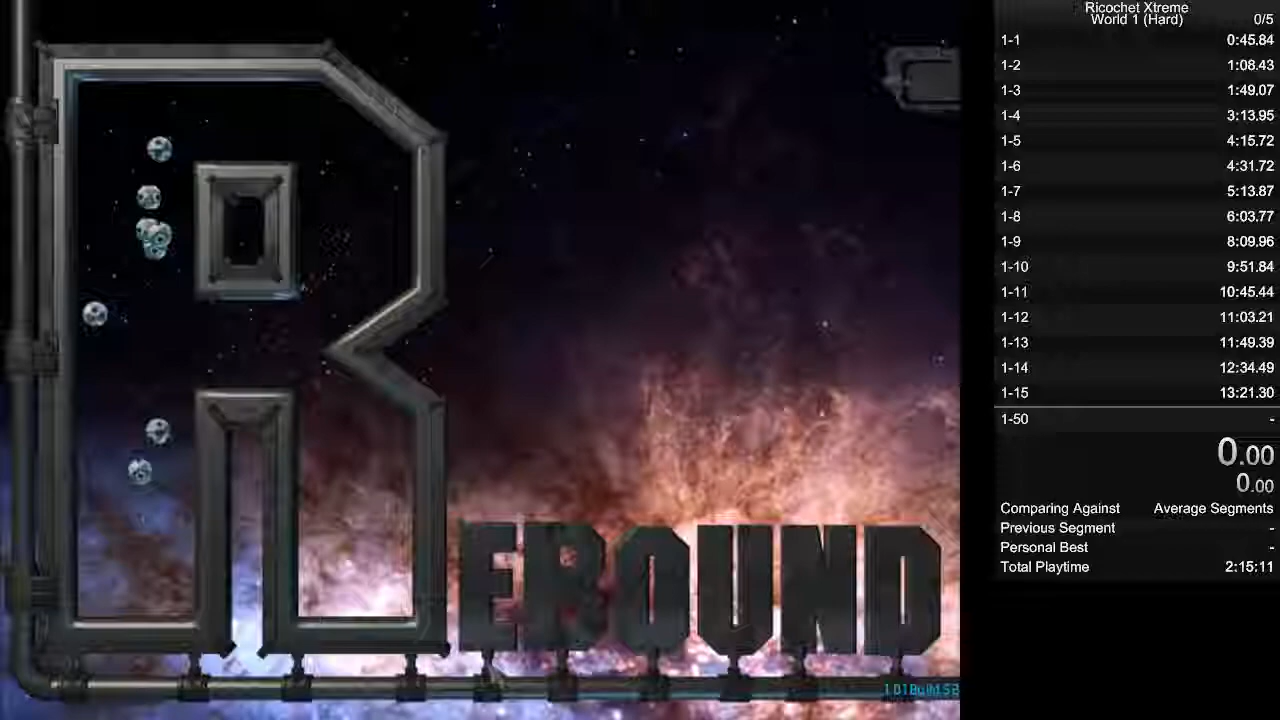 REBOUND
1.01Build152
Ricochet Xtreme
World 1 (Hard) 0/5
1-1 0:45.84
1-2 1:08.43
1-3 1:49.07
1-4 3:13.95
1-5 4:15.72
1-6 4:31.72
1-7 5:13.87
1-8 6:03.77
1-9 8:09.96
1-10 9:51.84
1-11 10:45.44
1-12 11:03.21
1-13 11:49.39
1-14 12:34.49
1-15 13:21.30
1-50 -
0.00
0.00
Comparing Against Average Segments
Previous Segment -
Personal Best -
Total Playtime 2:15:11